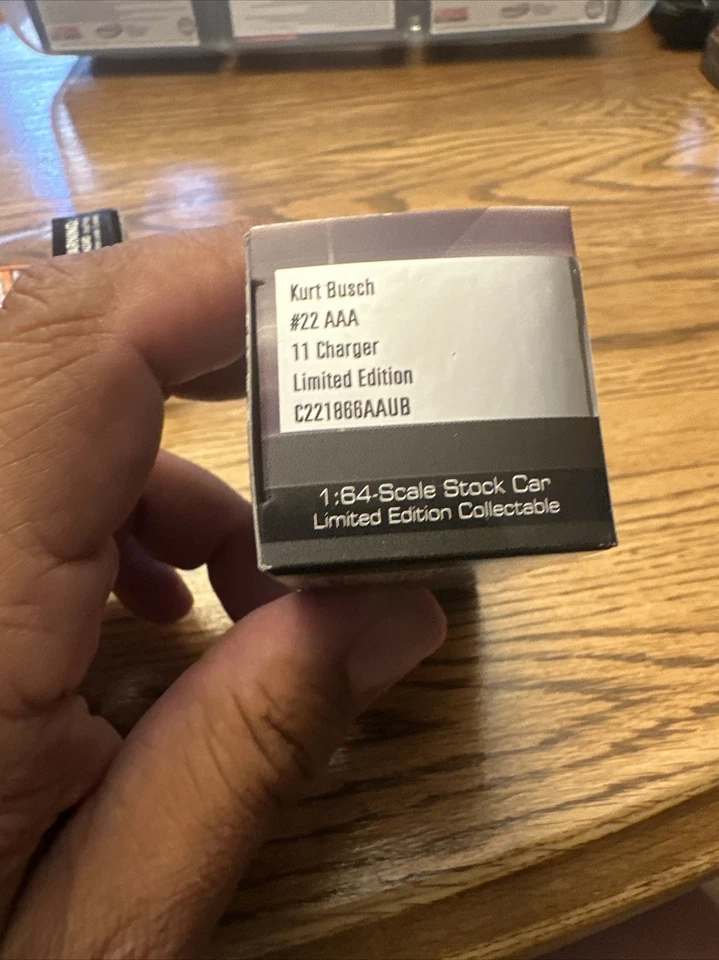 Kurt Busch
#22 AAA
11 Charger
Limited Edition
C221866AAUB
1:64-Scale Stock Car
Limited Edition Collectable